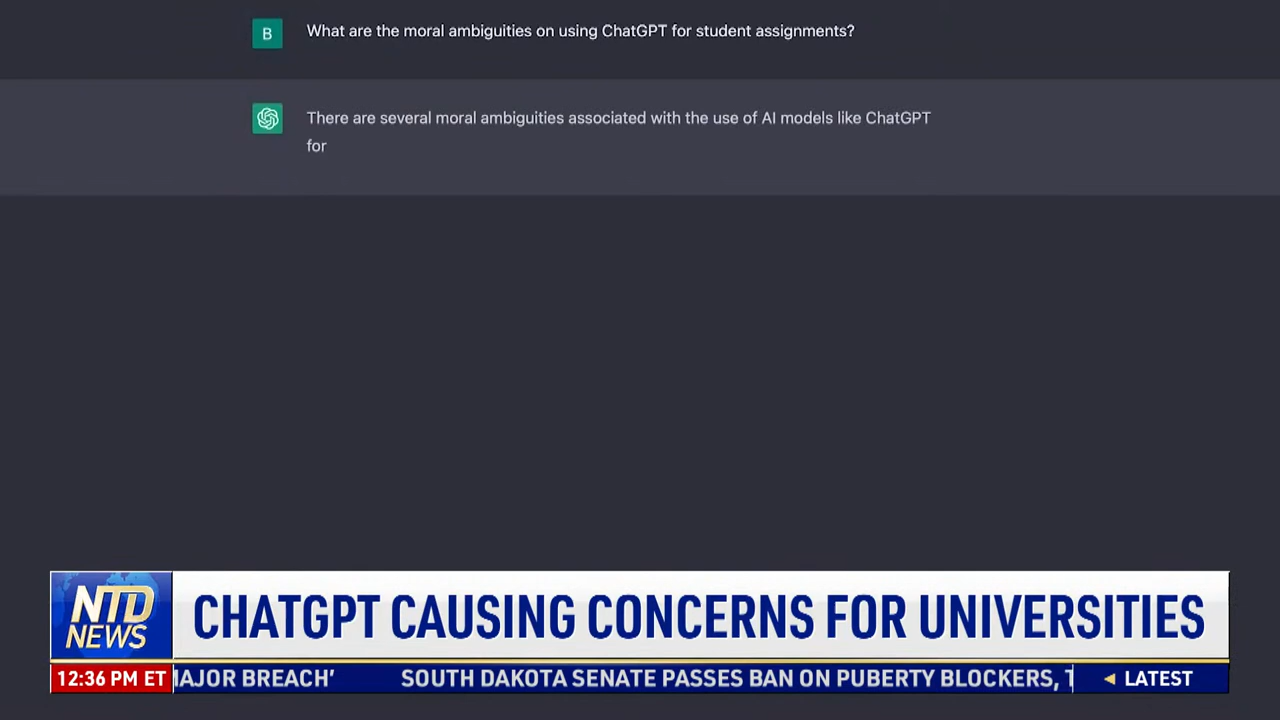 B
What are the moral ambiguities on using ChatGPT for student assignments?
There are several moral ambiguities associated with the use of AI models like ChatGPT
for
NTD
NEWS
CHATGPT CAUSING CONCERNS FOR UNIVERSITIES
12:36 PM ET
MAJOR BREACH’ SOUTH DAKOTA SENATE PASSES BAN ON PUBERTY BLOCKERS, T
LATEST